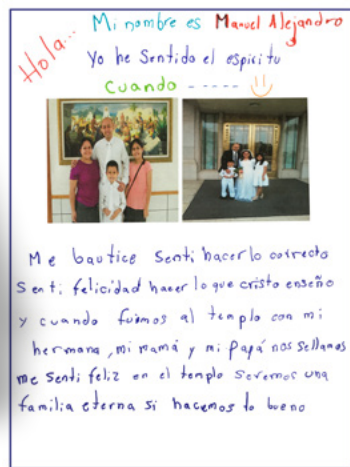 Hola...
Mi nombre es Manuel Alejandro
Yo he Sentido el espiritu
Cuando -----
Me bautice Senti hacer lo correcto
Senti felicidad hacer lo que cristo enseño
y cuando fuimos al templo con mi
hermana, mi mamá y mi papá nos sellamos
me Senti feliz en el templo Seremos una
familia eterna si hacemos lo bueno